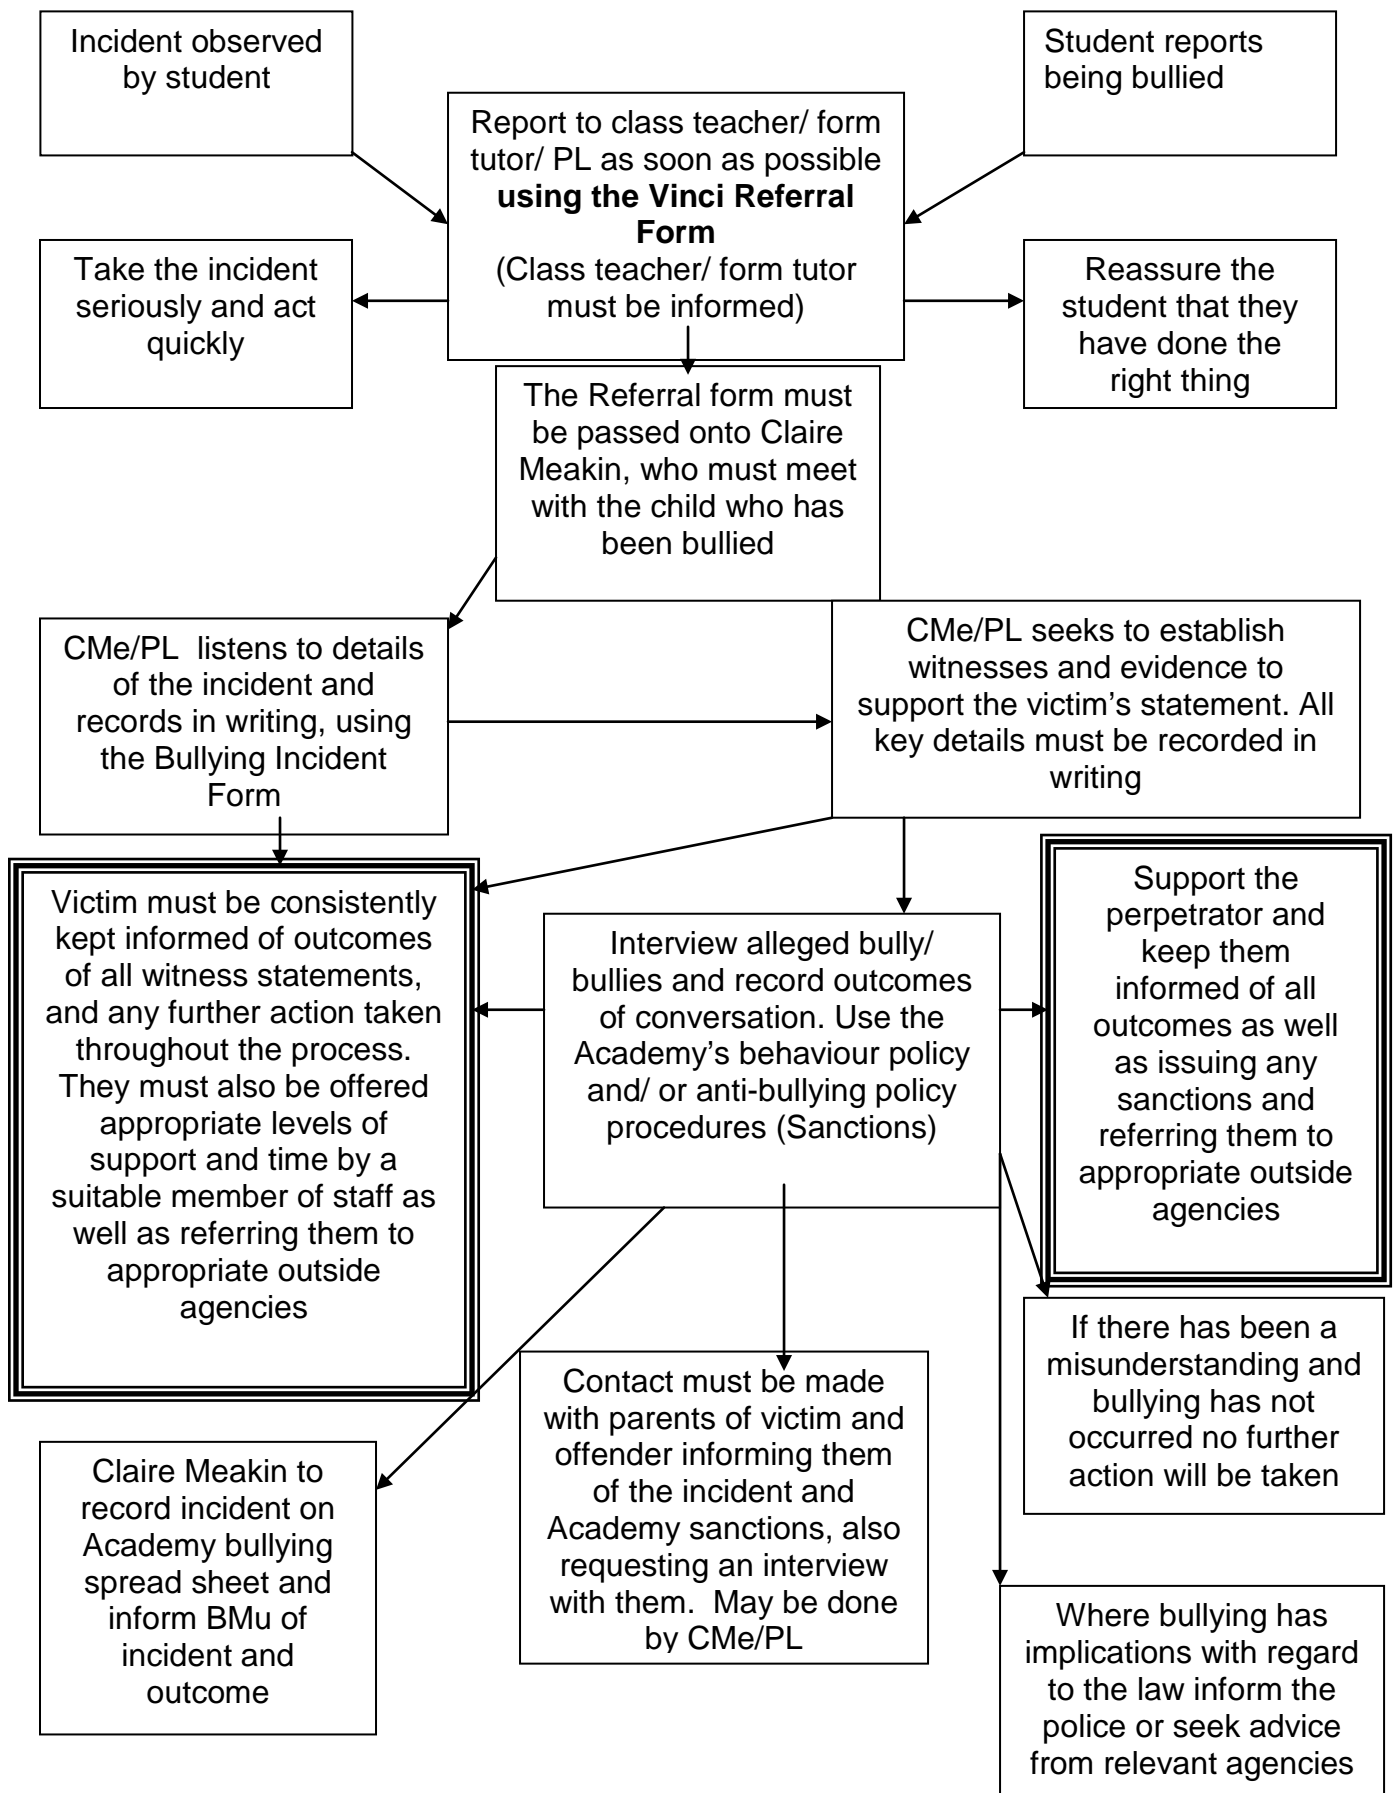 Incident observed
by student
Student reports
being bullied
Report to class teacher/ form
tutor/ PL as soon as possible
using the Vinci Referral
Form
(Class teacher/ form tutor
must be informed)
Take the incident
seriously and act
quickly
Reassure the
student that they
have done the
right thing
The Referral form must
be passed onto Claire
Meakin, who must meet
with the child who has
been bullied
CMe/PL  listens to details
of the incident and
records in writing, using
the Bullying Incident
Form
CMe/PL seeks to establish
witnesses and evidence to
support the victim’s statement. All
key details must be recorded in
writing
Victim must be consistently
kept informed of outcomes
of all witness statements,
and any further action taken
throughout the process.
They must also be offered
appropriate levels of
support and time by a
suitable member of staff as
well as referring them to
appropriate outside
agencies
Interview alleged bully/
bullies and record outcomes
of conversation. Use the
Academy’s behaviour policy
and/ or anti-bullying policy
procedures (Sanctions)
Support the
perpetrator and
keep them
informed of all
outcomes as well
as issuing any
sanctions and
referring them to
appropriate outside
agencies
If there has been a
misunderstanding and
bullying has not
occurred no further
action will be taken
Contact must be made
with parents of victim and
offender informing them
of the incident and
Academy sanctions, also
requesting an interview
with them.  May be done
by CMe/PL
Claire Meakin to
record incident on
Academy bullying
spread sheet and
inform BMu of
incident and
outcome
Where bullying has
implications with regard
to the law inform the
police or seek advice
from relevant agencies